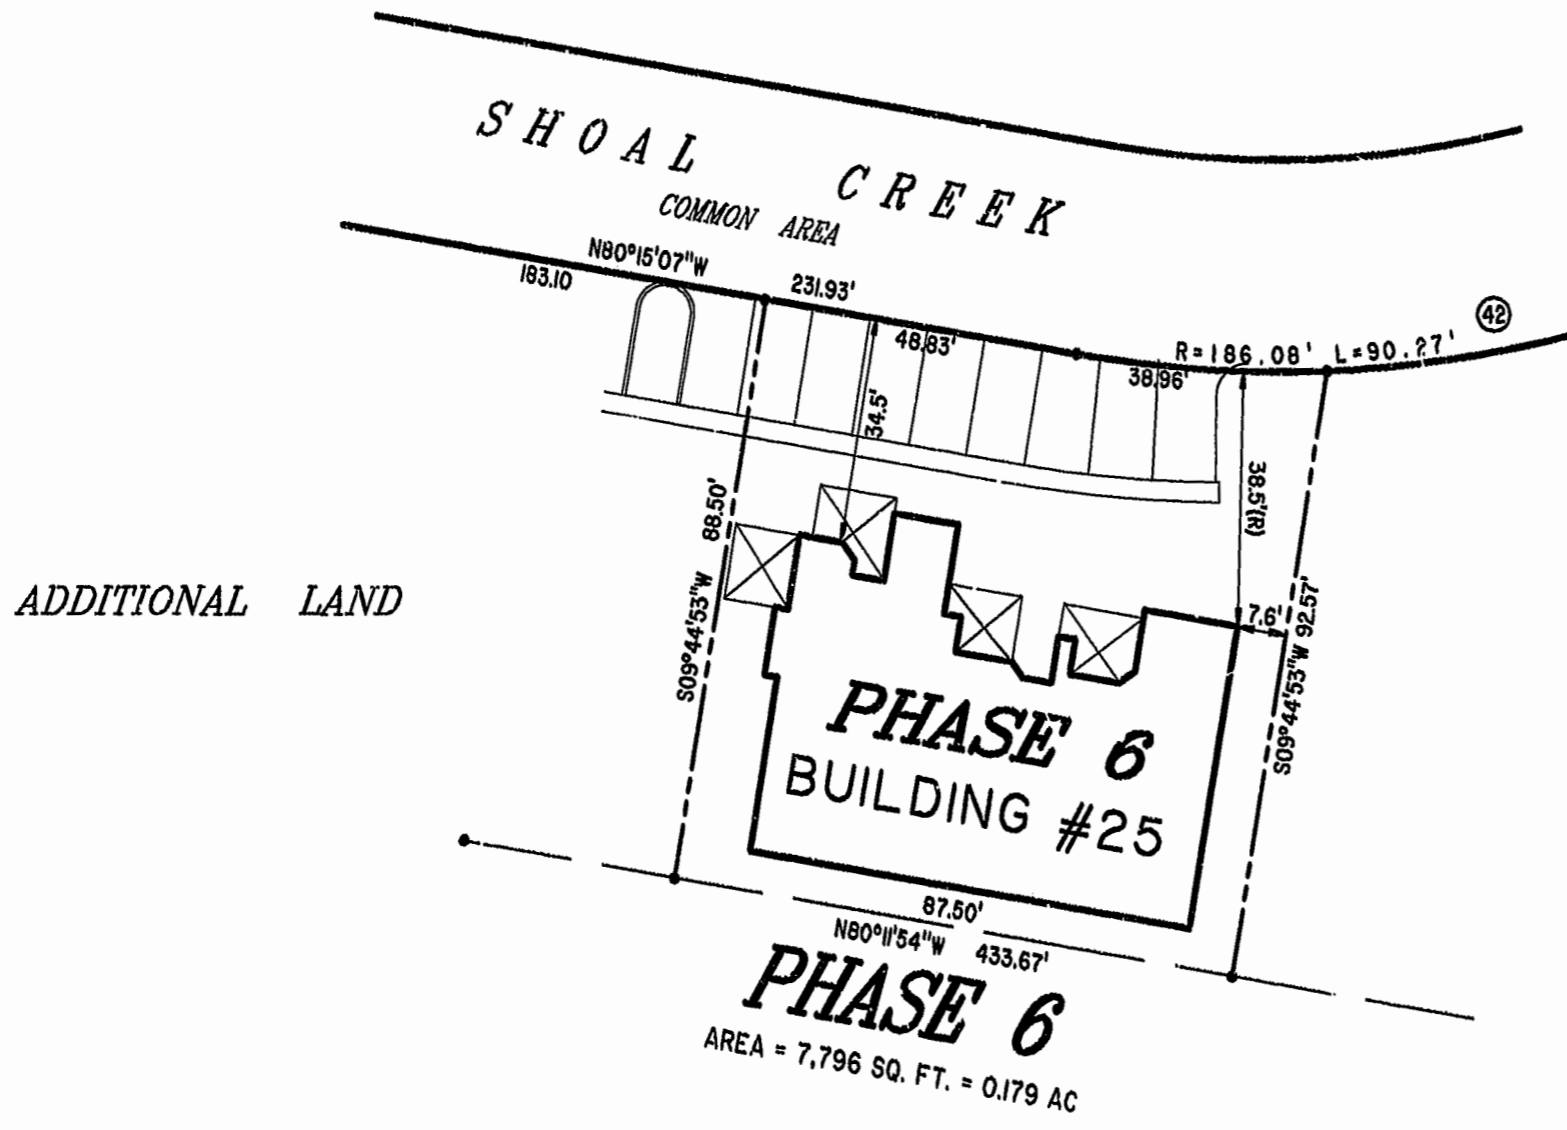 SHOAL CREEK
COMMON AREA
N80°15'07"W
183.10
231.93'
48.83'
42
R=186.08' L=90.27'
38.96'
34.5'
38.5'(R)
S09°44'53"W 88.50'
ADDITIONAL LAND
7.6'
S09°44'53"W 92.57'
PHASE 6
BUILDING #25
87.50'
N80°11'54"W 433.67'
PHASE 6
AREA = 7,796 SQ. FT. = 0.179 AC